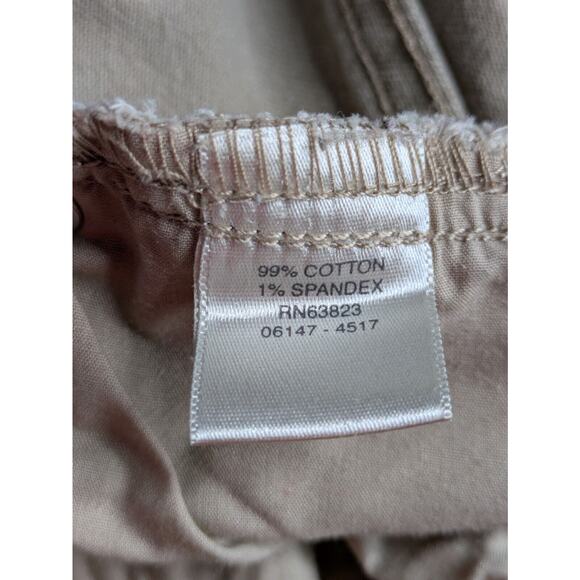 99% COTTON
1% SPANDEX
RN63823
06147 - 4517